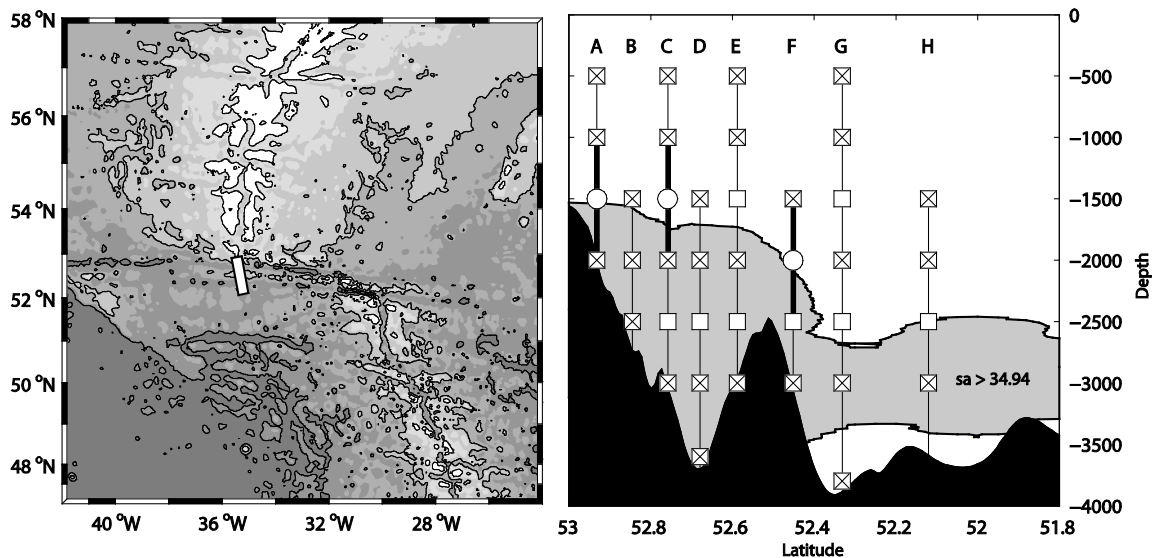 58 °N
56 °N
54 °N
52 °N
50 °N
48 °N
40 °W
36 °W
32 °W
28 °W
A B C D E F G H
0
−500
−1000
−1500
−2000
−2500
−3000
−3500
−4000
Depth
sa > 34.94
53 52.8 52.6 52.4 52.2 52 51.8
Latitude